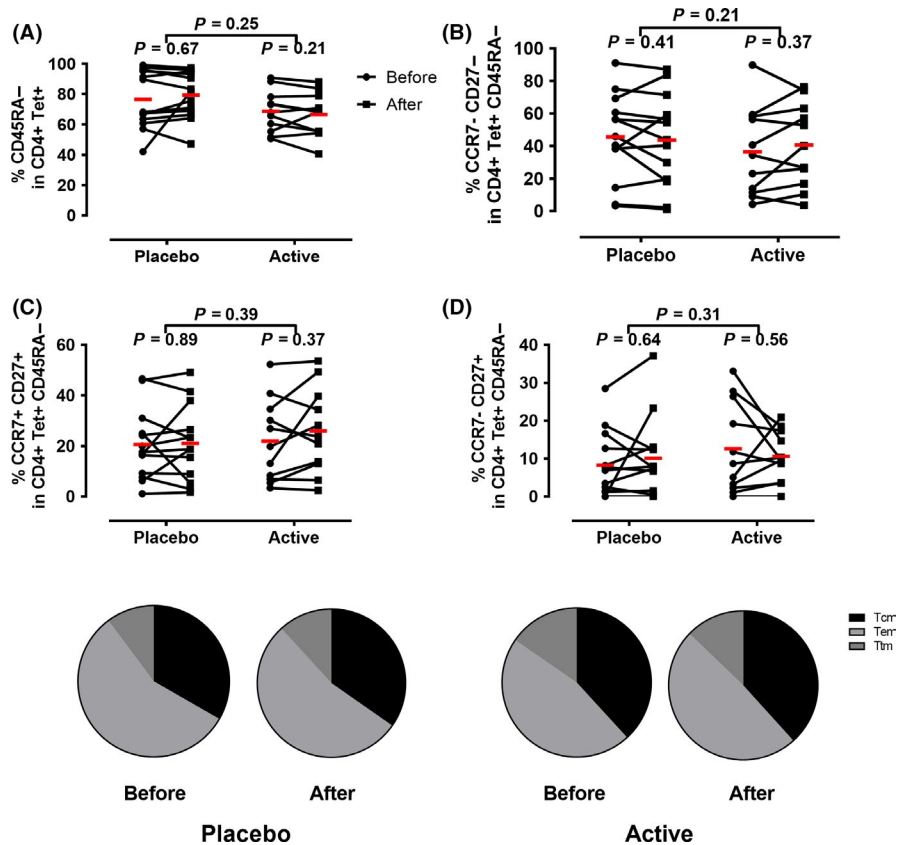 (A)
P = 0.25
P = 0.67
P = 0.21
% CD45RA–
in CD4+ Tet+
100
80
60
40
20
0
Placebo
Active
Before
After
(B)
P = 0.21
P = 0.41
P = 0.37
% CCR7- CD27–
in CD4+ Tet+ CD45RA–
100
80
60
40
20
0
Placebo
Active
(C)
P = 0.39
P = 0.89
P = 0.37
% CCR7+ CD27+
in CD4+ Tet+ CD45RA–
60
40
20
0
Placebo
Active
(D)
P = 0.31
P = 0.64
P = 0.56
% CCR7- CD27+
in CD4+ Tet+ CD45RA–
40
30
20
10
0
Placebo
Active
Tcm
Tem
Ttm
Before
After
Before
After
Placebo
Active